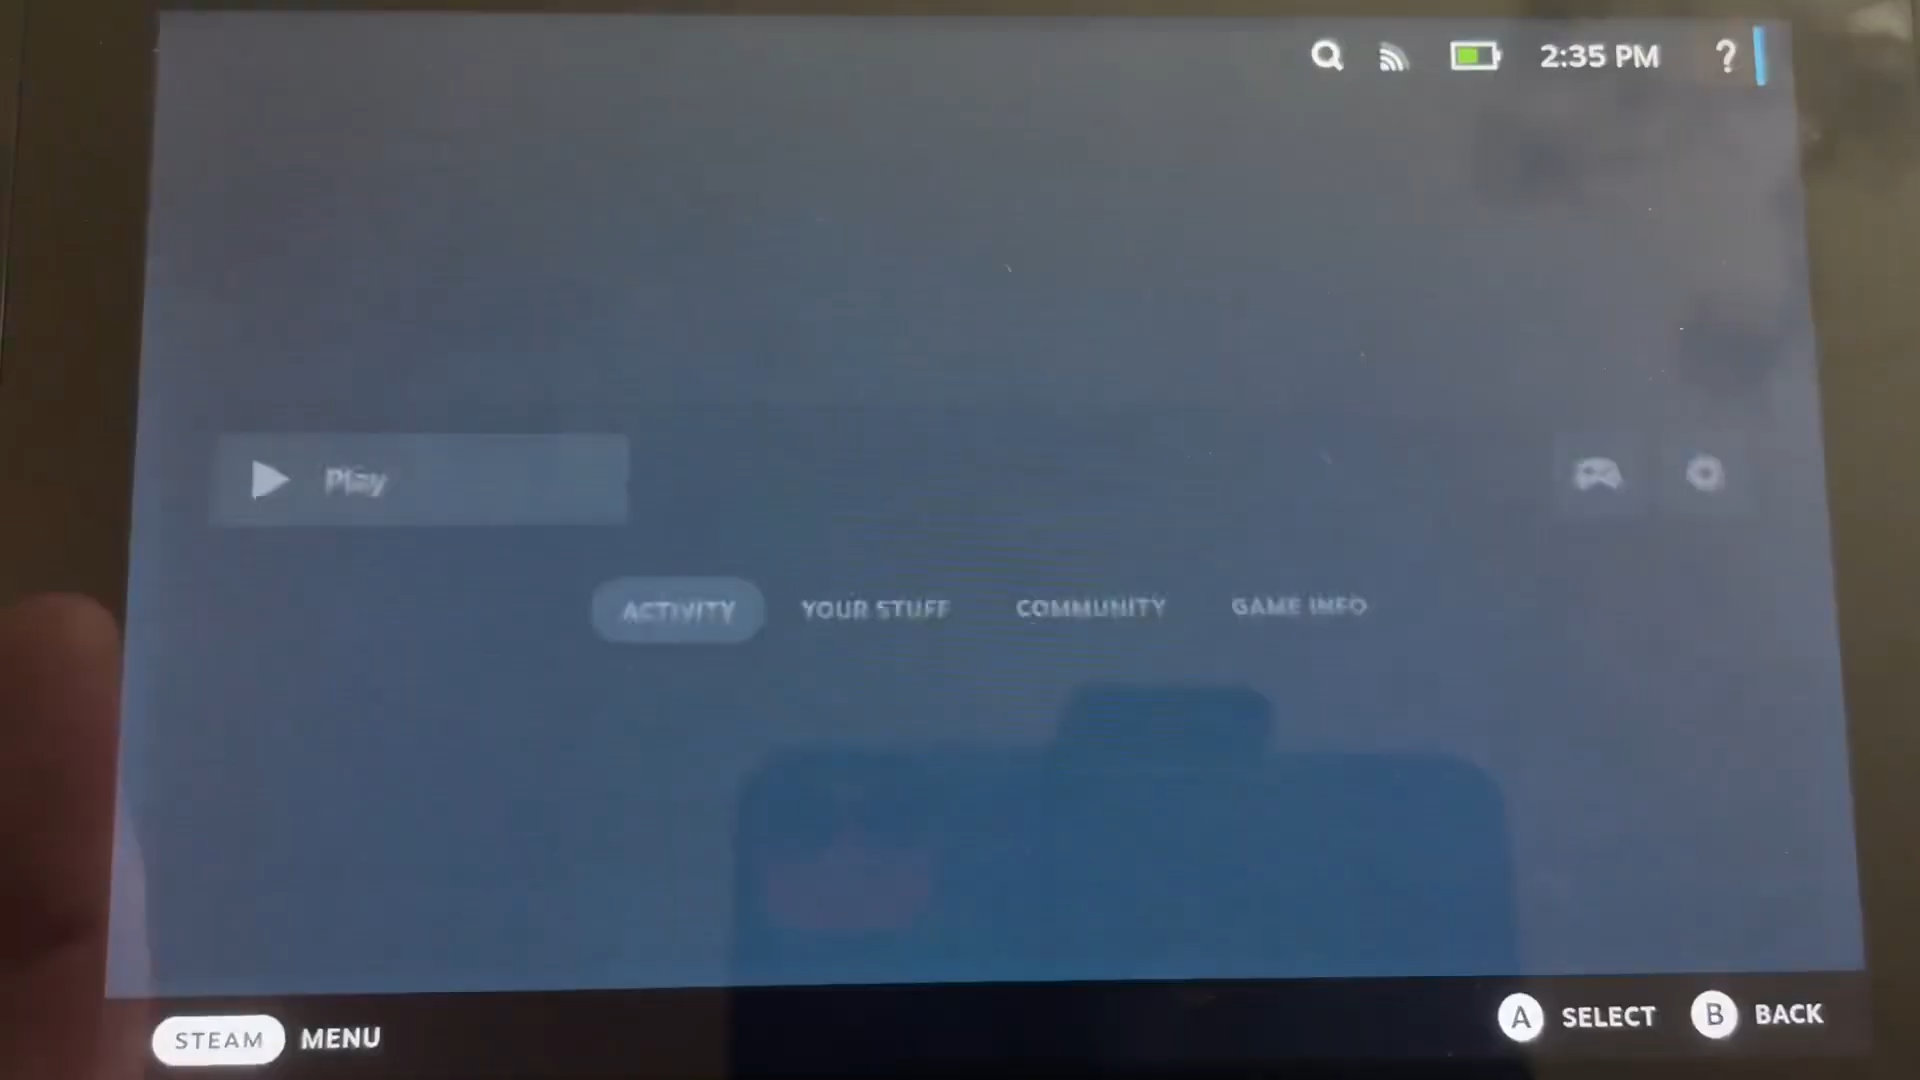 2:35 PM ?
Play
ACTIVITY YOUR STUFF COMMUNITY GAME INFO
STEAM MENU A SELECT B BACK